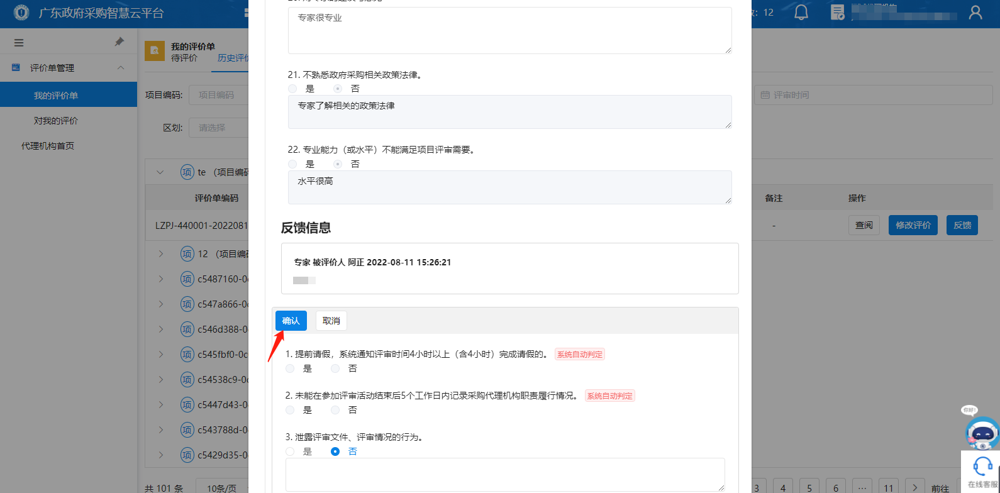 广东政府采购智慧云平台
: 12
专家很专业
我的评价单
待评价
历史评价
评价单管理
我的评价单
对我的评价
代理机构首页
项目编码:
项目编码
评审时间
区划:
请选择
21. 不熟悉政府采购相关政策法律。
是
否
专家了解相关的政策法律
22. 专业能力（或水平）不能满足项目评审需要。
是
否
水平很高
项 te （项目编码
评价单编码
备注
操作
LZPJ-440001-2022081
-
查阅
修改评价
反馈
反馈信息
专家 被评价人 阿正 2022-08-11 15:26:21
项 12 （项目编
项 c5487160-0
项 c547a866-0
项 c546d388-0
项 c545fbf0-0
项 c54538c9-0
项 c5447d43-0
项 c543788d-0
项 c5429d35-0
确认
取消
1. 提前请假，系统通知评审时间4小时以上（含4小时）完成请假的。 系统自动判定
是
否
2. 未能在参加评审活动结束后5个工作日内记录采购代理机构职责履行情况。 系统自动判定
是
否
3. 泄露评审文件、评审情况的行为。
是
否
你好!
在线客服
共 101 条
10条/页
3
4
5
6
···
11
前往